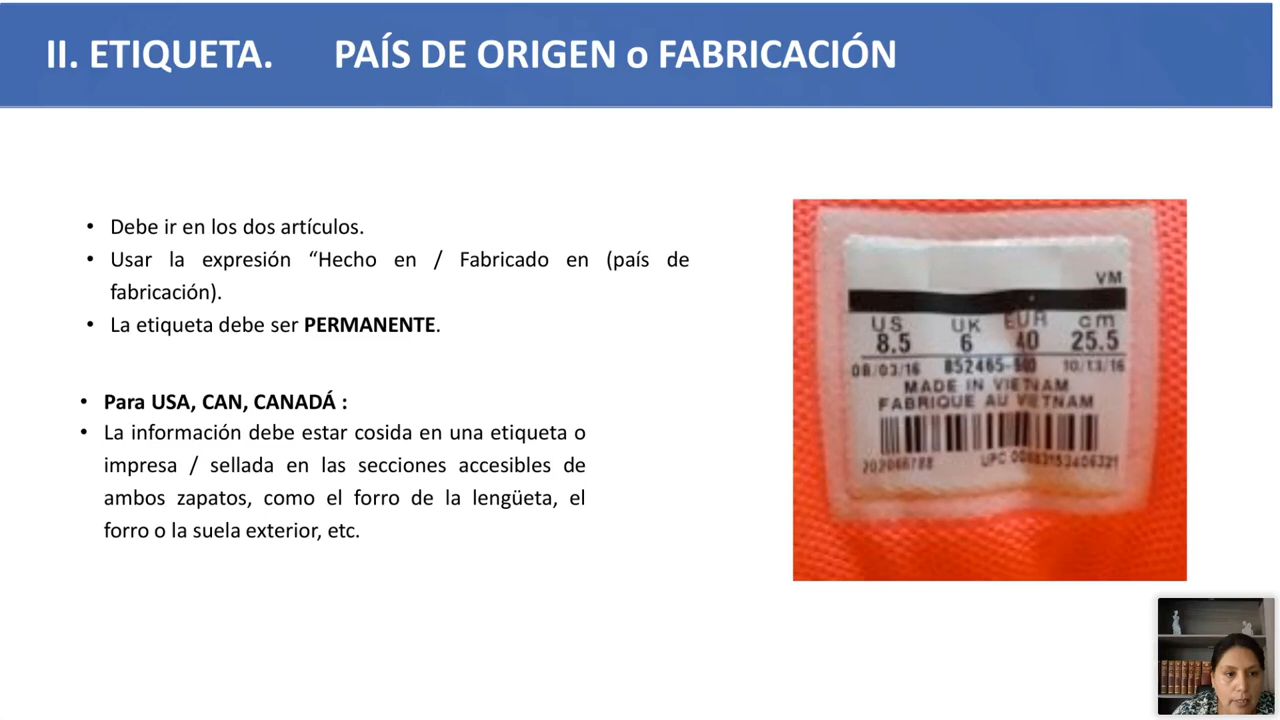 II. ETIQUETA. PAÍS DE ORIGEN o FABRICACIÓN
• Debe ir en los dos artículos.
• Usar la expresión “Hecho en / Fabricado en (país de
fabricación).
• La etiqueta debe ser PERMANENTE.
• Para USA, CAN, CANADÁ :
• La información debe estar cosida en una etiqueta o
impresa / sellada en las secciones accesibles de
ambos zapatos, como el forro de la lengüeta, el
forro o la suela exterior, etc.
VM
US UK EUR cm
8.5 6 40 25.5
08/03/16 10/13/16
MADE IN VIETNAM
FABRIQUE AU VIETNAM
UPC